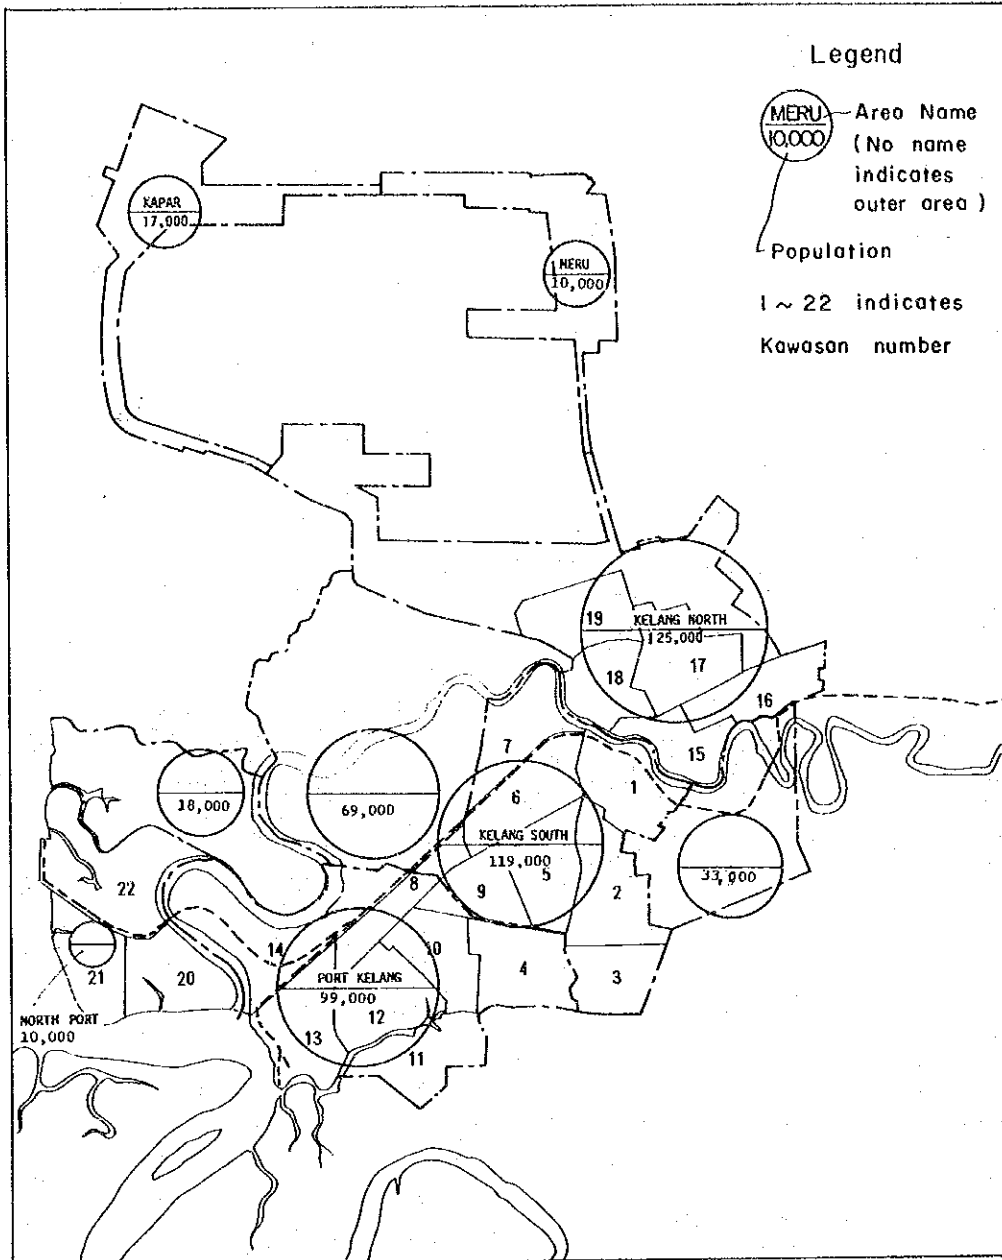 Legend
MERU
10,000
Area Name
(No name
indicates
outer area)
Population
1 ~ 22 indicates
Kawasan number
KAPAR
17,000
MERU
10,000
19
KELANG NORTH
125,000
17
18
16
15
7
1
6
18,000
69,000
KELANG SOUTH
119,000
5
33,000
8
9
2
22
14
10
4
3
21
20
PORT KELANG
99,000
12
NORTH PORT
10,000
13
11